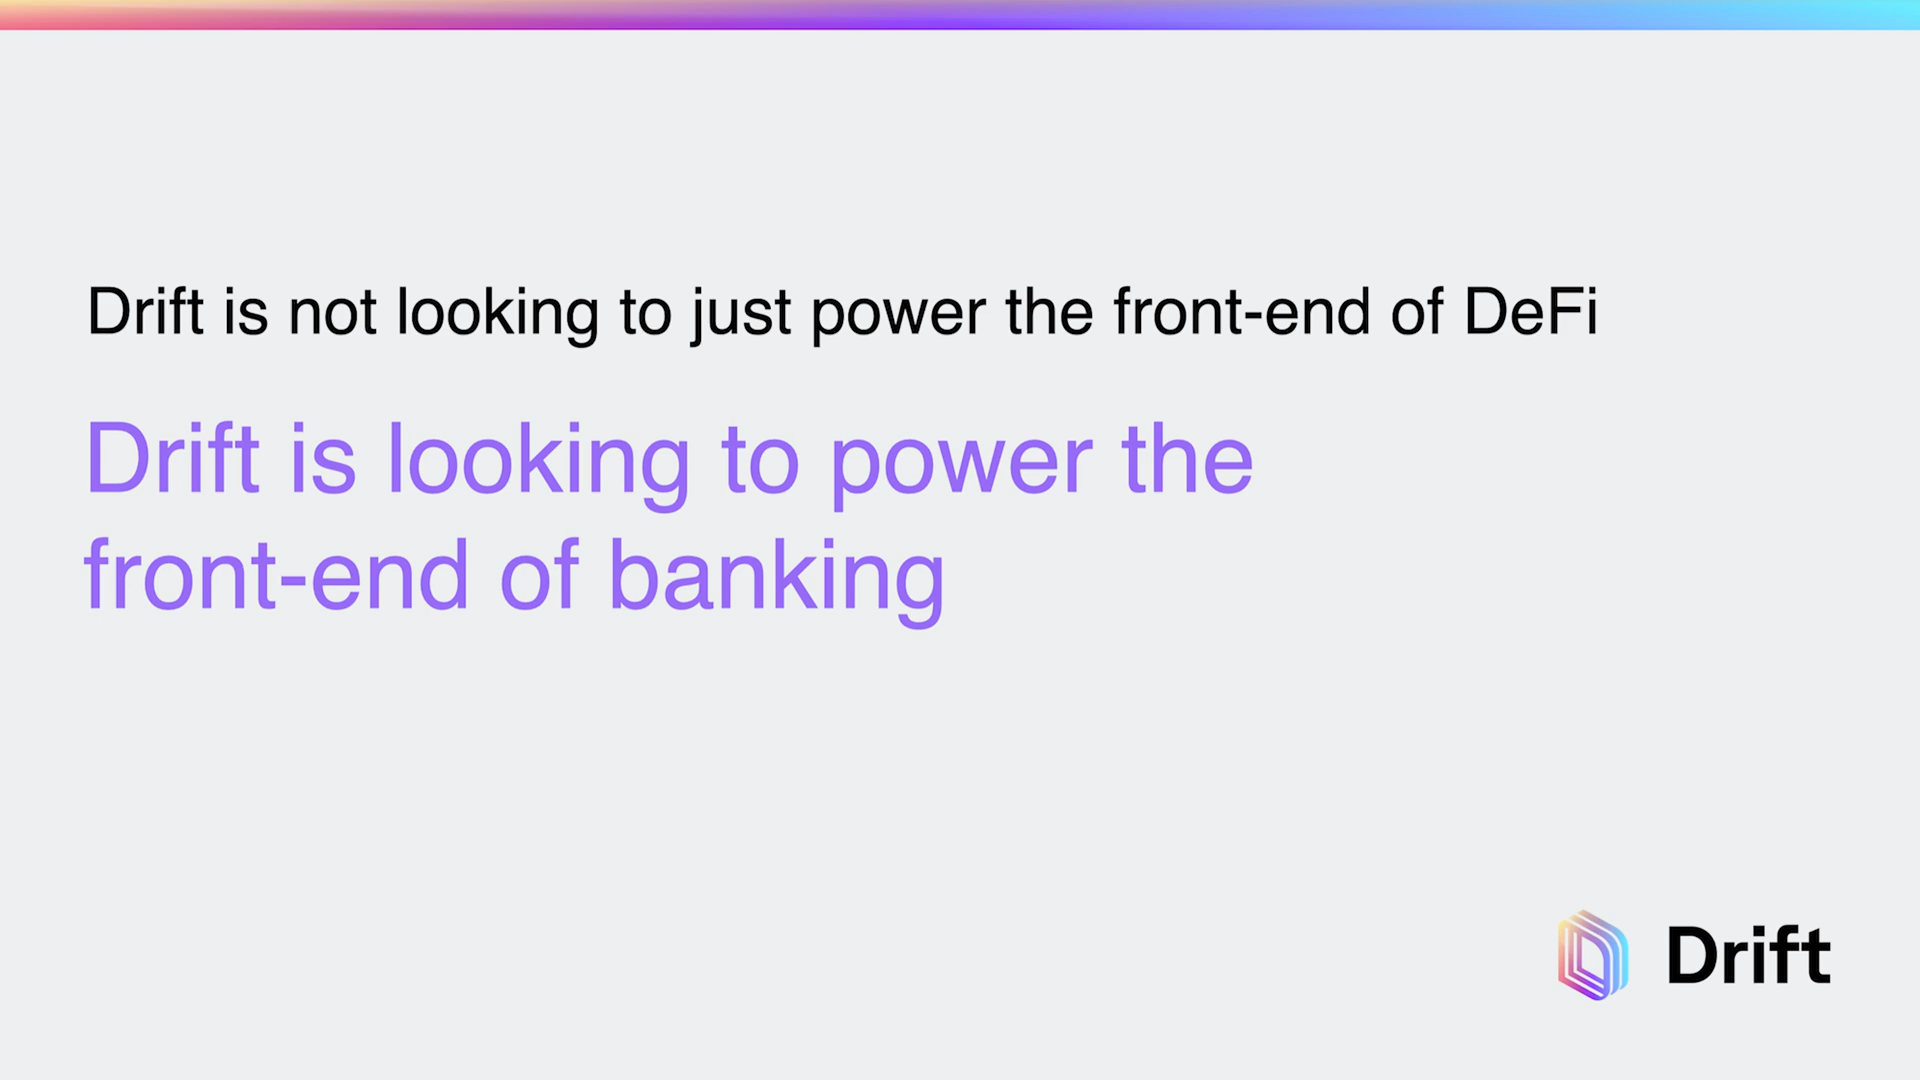 Drift is not looking to just power the front-end of DeFi
Drift is looking to power the
front-end of banking
Drift